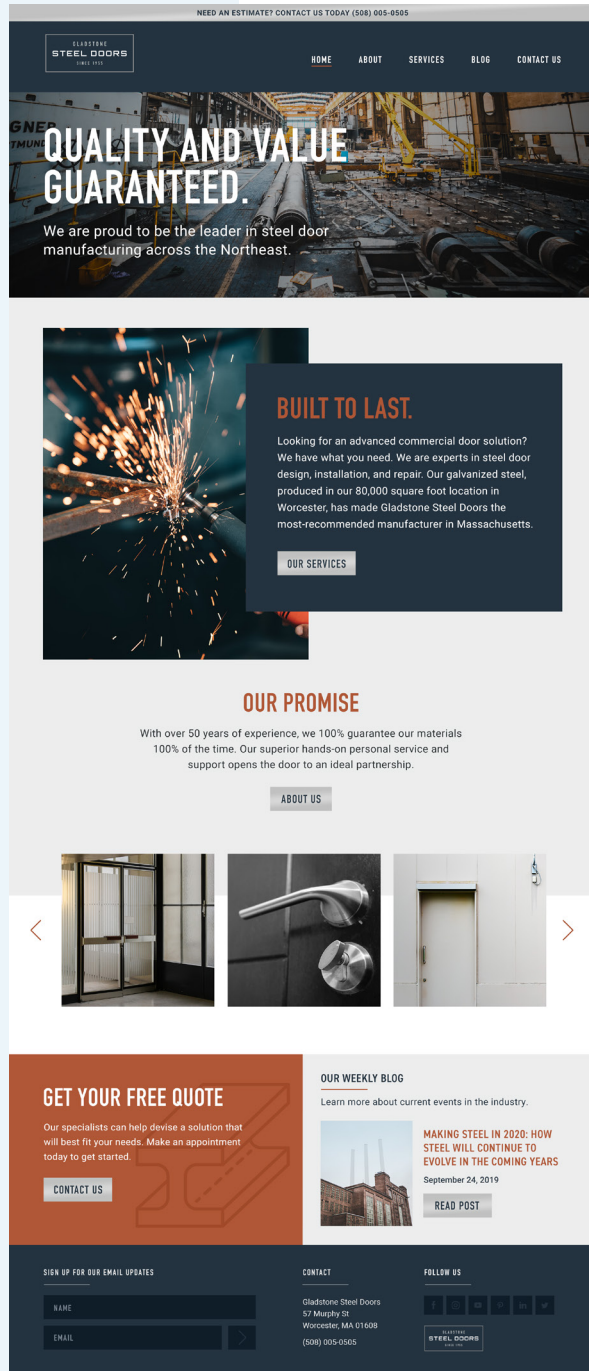 NEED AN ESTIMATE? CONTACT US TODAY (508) 005-0505
GLADSTONE
STEEL DOORS
SINCE 1955
HOME
ABOUT
SERVICES
BLOG
CONTACT US
GNER
TMUN
QUALITY AND VALUE
GUARANTEED.
We are proud to be the leader in steel door
manufacturing across the Northeast.
BUILT TO LAST.
Looking for an advanced commercial door solution?
We have what you need. We are experts in steel door
design, installation, and repair. Our galvanized steel,
produced in our 80,000 square foot location in
Worcester, has made Gladstone Steel Doors the
most-recommended manufacturer in Massachusetts.
OUR SERVICES
OUR PROMISE
With over 50 years of experience, we 100% guarantee our materials
100% of the time. Our superior hands-on personal service and
support opens the door to an ideal partnership.
ABOUT US
GET YOUR FREE QUOTE
Our specialists can help devise a solution that
will best fit your needs. Make an appointment
today to get started.
CONTACT US
OUR WEEKLY BLOG
Learn more about current events in the industry.
MAKING STEEL IN 2020: HOW
STEEL WILL CONTINUE TO
EVOLVE IN THE COMING YEARS
September 24, 2019
READ POST
SIGN UP FOR OUR EMAIL UPDATES
NAME
EMAIL
CONTACT
Gladstone Steel Doors
57 Murphy St
Worcester, MA 01608
(508) 005-0505
FOLLOW US
GLADSTONE
STEEL DOORS
SINCE 1955